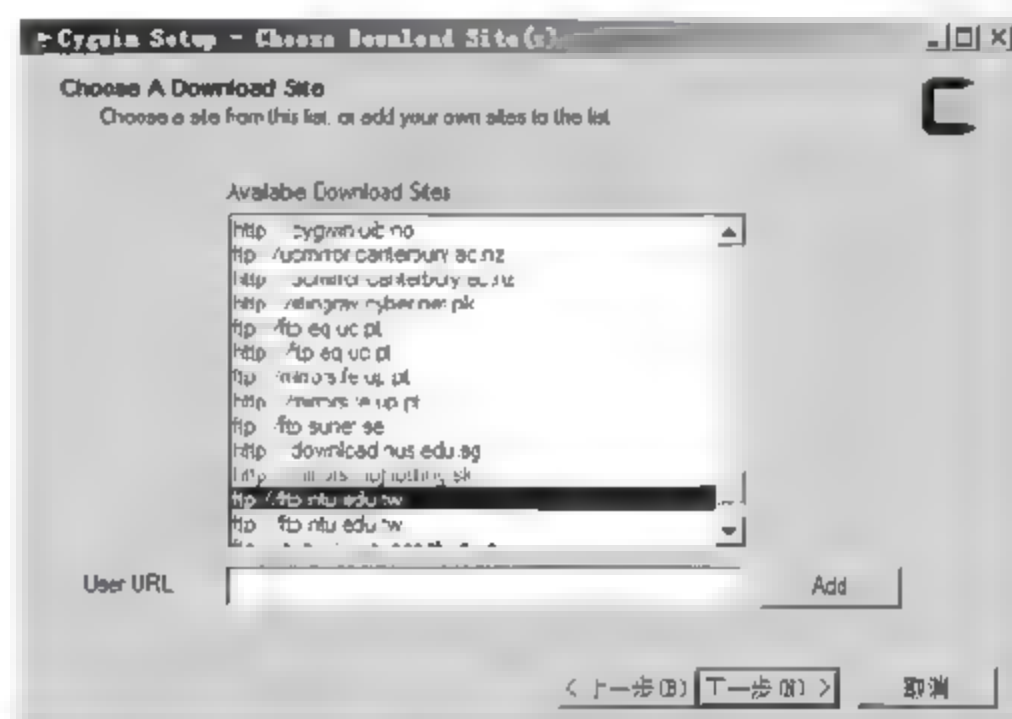 Cygwin Setup - Choose Download Site(s)
Choose A Download Site
Choose a site from this list, or add your own sites to the list
Available Download Sites
http cygwin.uib.no
ftp //ucmirror.canterbury.ac.nz
http ucmirror.canterbury.ac.nz
http //stingray.cyber.net.pk
ftp //ftp.eq.uc.pt
http //ftp.eq.uc.pt
ftp //mirrors.fe.up.pt
http //mirrors.fe.up.pt
ftp //ftp.sunet.se
http download.nus.edu.sg
http
ftp //ftp.ntu.edu.tw
ftp ftp.ntu.edu.tw
User URL
Add
< 上一步(B)
下一步(N) >
取消